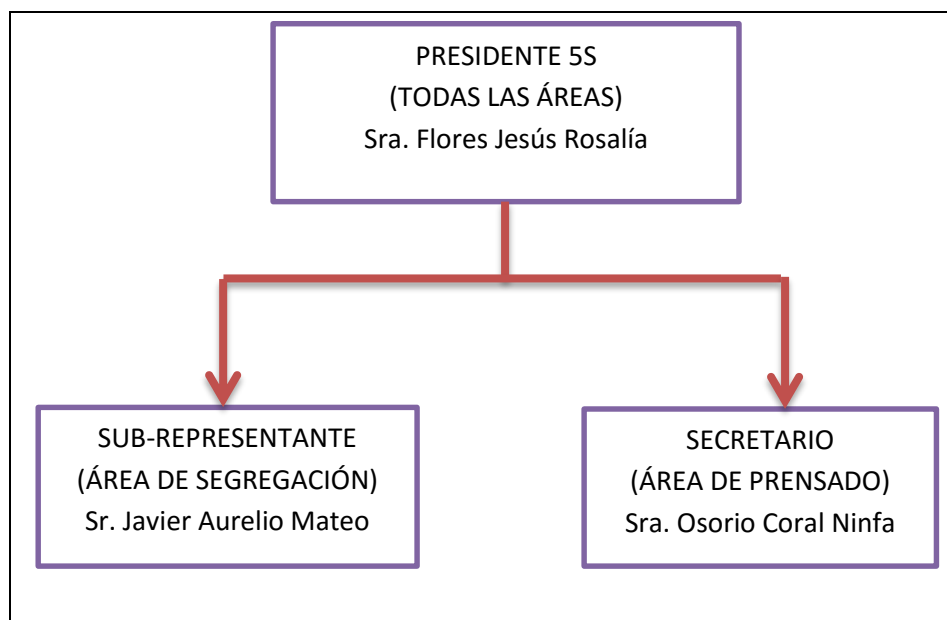 PRESIDENTE 5S
(TODAS LAS ÁREAS)
Sra. Flores Jesús Rosalía
SUB-REPRESENTANTE
(ÁREA DE SEGREGACIÓN)
Sr. Javier Aurelio Mateo
SECRETARIO
(ÁREA DE PRENSADO)
Sra. Osorio Coral Ninfa